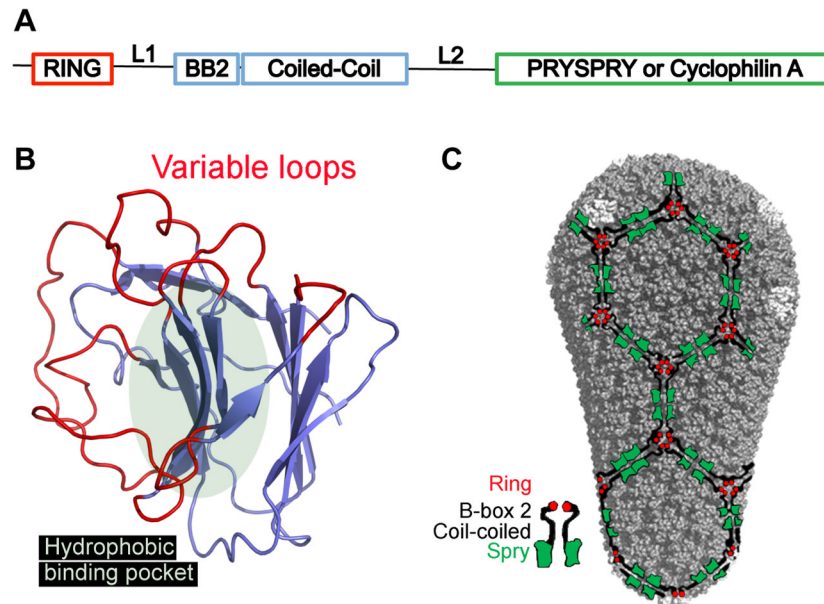 A
RING
L1
BB2
Coiled-Coil
L2
PRYSPRY or Cyclophilin A
B
Variable loops
Hydrophobic
binding pocket
C
Ring
B-box 2
Coil-coiled
Spry